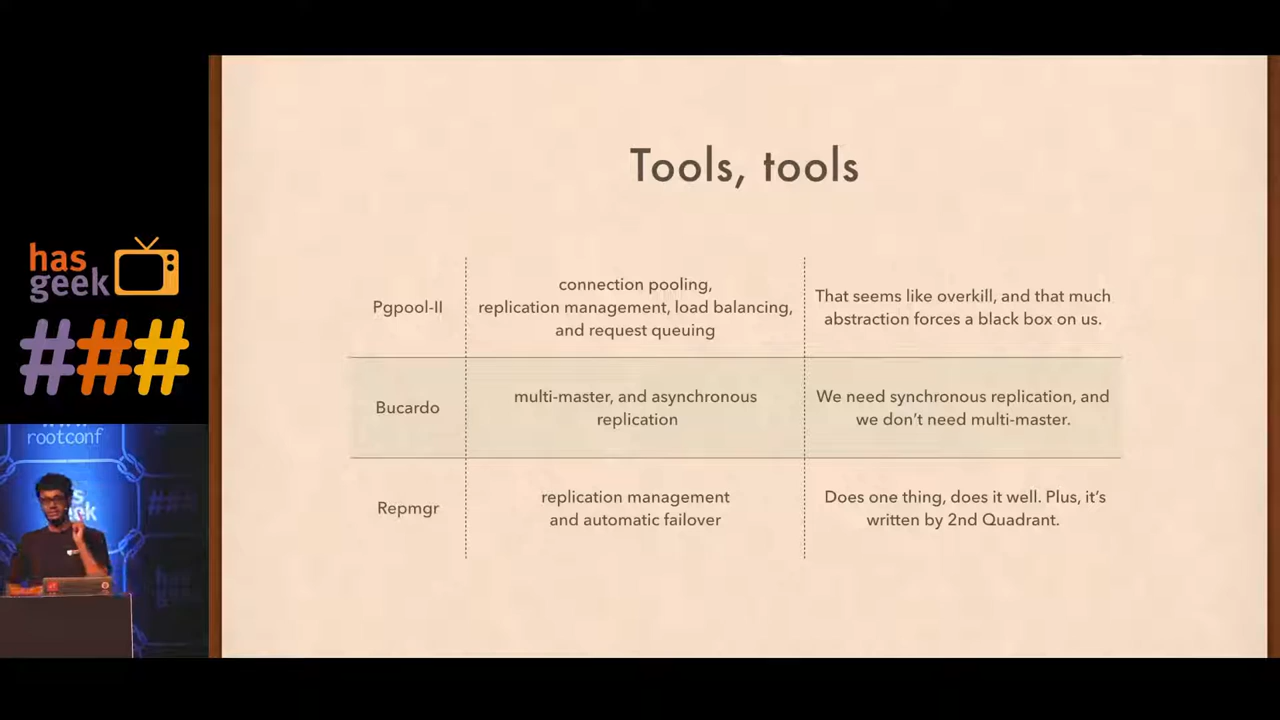 Tools, tools
has
geek
###
rootconf
Pgpool-II
connection pooling,
replication management, load balancing,
and request queuing
That seems like overkill, and that much
abstraction forces a black box on us.
Bucardo
multi-master, and asynchronous
replication
We need synchronous replication, and
we don’t need multi-master.
Repmgr
replication management
and automatic failover
Does one thing, does it well. Plus, it’s
written by 2nd Quadrant.